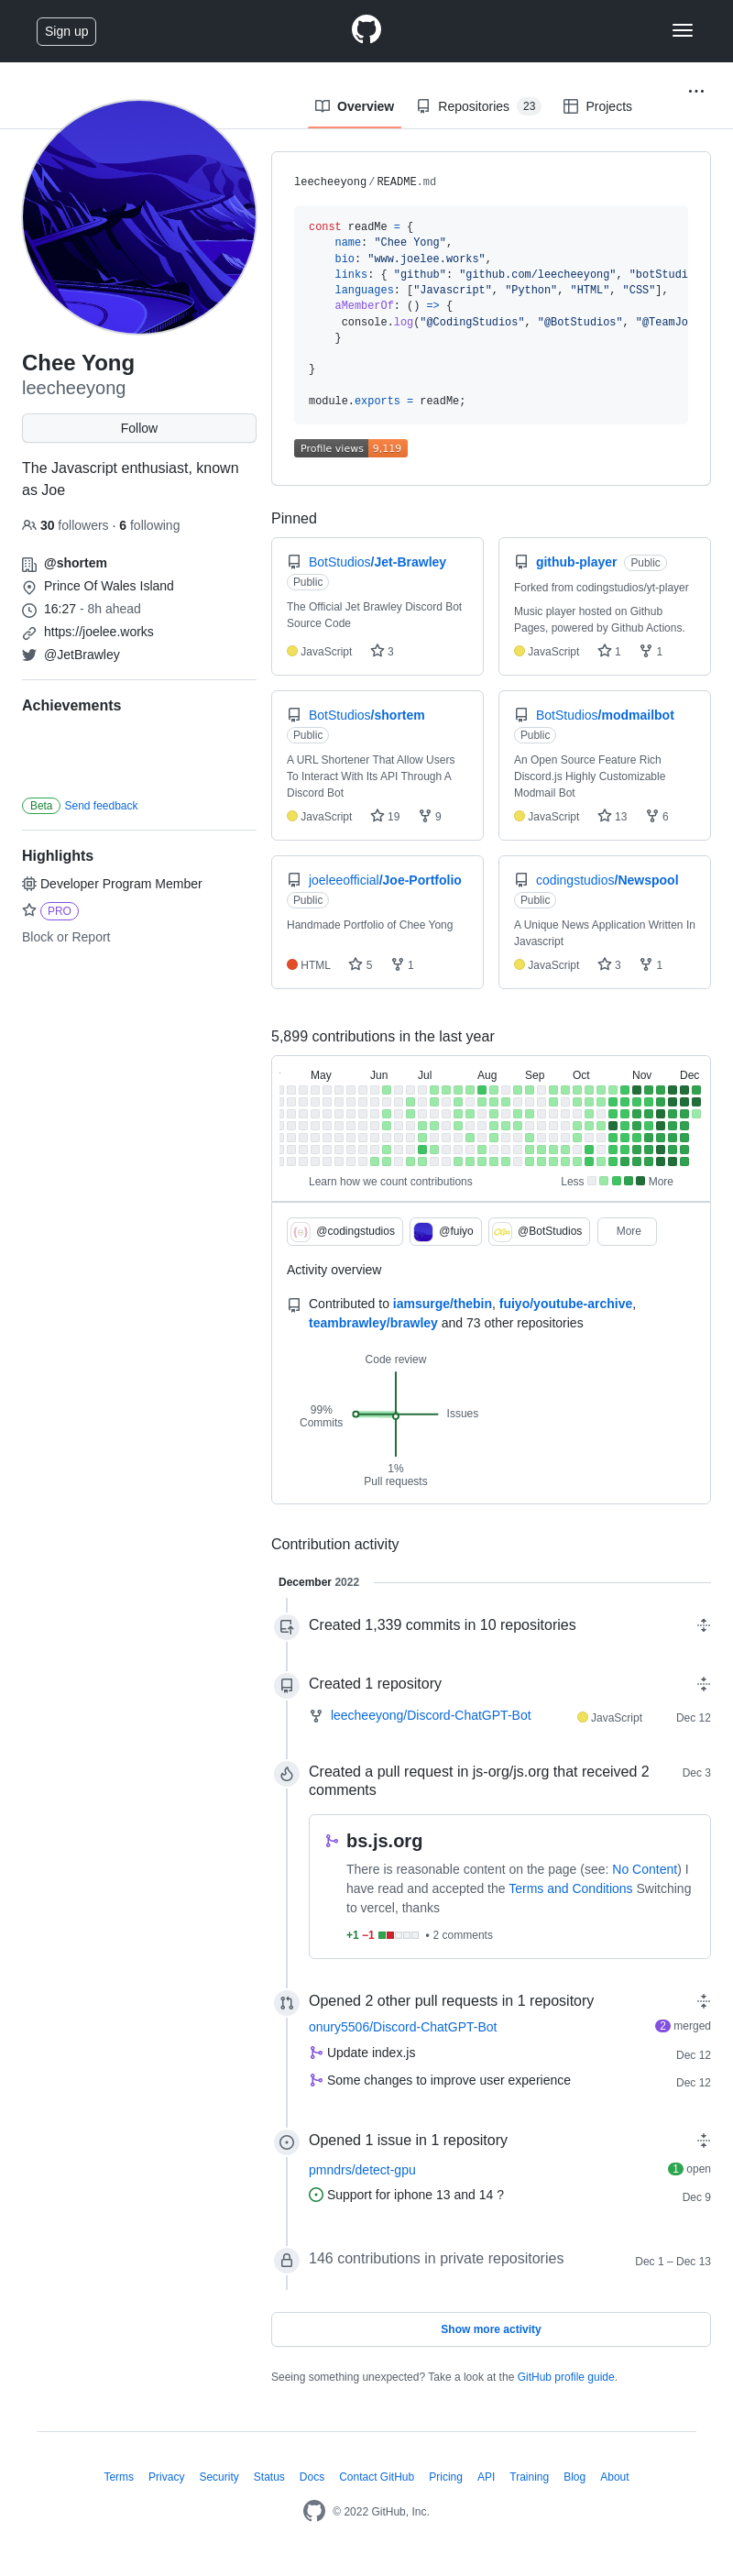 Sign up
Overview
Repositories 23
Projects
Chee Yong
leecheeyong
Follow
The Javascript enthusiast, known
as Joe
30 followers · 6 following
@shortem
Prince Of Wales Island
16:27 - 8h ahead
https://joelee.works
@JetBrawley
Achievements
Beta Send feedback
Highlights
Developer Program Member
PRO
Block or Report
leecheeyong/README.md
const readMe = {
name: "Chee Yong",
bio: "www.joelee.works",
links: { "github": "github.com/leecheeyong", "botStudi
languages: ["Javascript", "Python", "HTML", "CSS"],
aMemberOf: () => {
console.log("@CodingStudios", "@BotStudios", "@TeamJo
}
}
module.exports = readMe;
Profile views 9,119
Pinned
BotStudios/Jet-Brawley
Public
The Official Jet Brawley Discord Bot
Source Code
JavaScript 3
github-player Public
Forked from codingstudios/yt-player
Music player hosted on Github
Pages, powered by Github Actions.
JavaScript 1 1
BotStudios/shortem
Public
A URL Shortener That Allow Users
To Interact With Its API Through A
Discord Bot
JavaScript 19 9
BotStudios/modmailbot
Public
An Open Source Feature Rich
Discord.js Highly Customizable
Modmail Bot
JavaScript 13 6
joeleeofficial/Joe-Portfolio
Public
Handmade Portfolio of Chee Yong
HTML 5 1
codingstudios/Newspool
Public
A Unique News Application Written In
Javascript
JavaScript 3 1
5,899 contributions in the last year
May Jun Jul Aug Sep Oct Nov Dec
Learn how we count contributions
Less More
@codingstudios @fuiyo @BotStudios More
Activity overview
Contributed to iamsurge/thebin, fuiyo/youtube-archive,
teambrawley/brawley and 73 other repositories
Code review
99%
Commits
Issues
1%
Pull requests
Contribution activity
December 2022
Created 1,339 commits in 10 repositories
Created 1 repository
leecheeyong/Discord-ChatGPT-Bot JavaScript Dec 12
Created a pull request in js-org/js.org that received 2 Dec 3
comments
bs.js.org
There is reasonable content on the page (see: No Content) I
have read and accepted the Terms and Conditions Switching
to vercel, thanks
+1 −1 • 2 comments
Opened 2 other pull requests in 1 repository
onury5506/Discord-ChatGPT-Bot 2 merged
Update index.js Dec 12
Some changes to improve user experience Dec 12
Opened 1 issue in 1 repository
pmndrs/detect-gpu 1 open
Support for iphone 13 and 14 ? Dec 9
146 contributions in private repositories Dec 1 – Dec 13
Show more activity
Seeing something unexpected? Take a look at the GitHub profile guide.
Terms Privacy Security Status Docs Contact GitHub Pricing API Training Blog About
© 2022 GitHub, Inc.